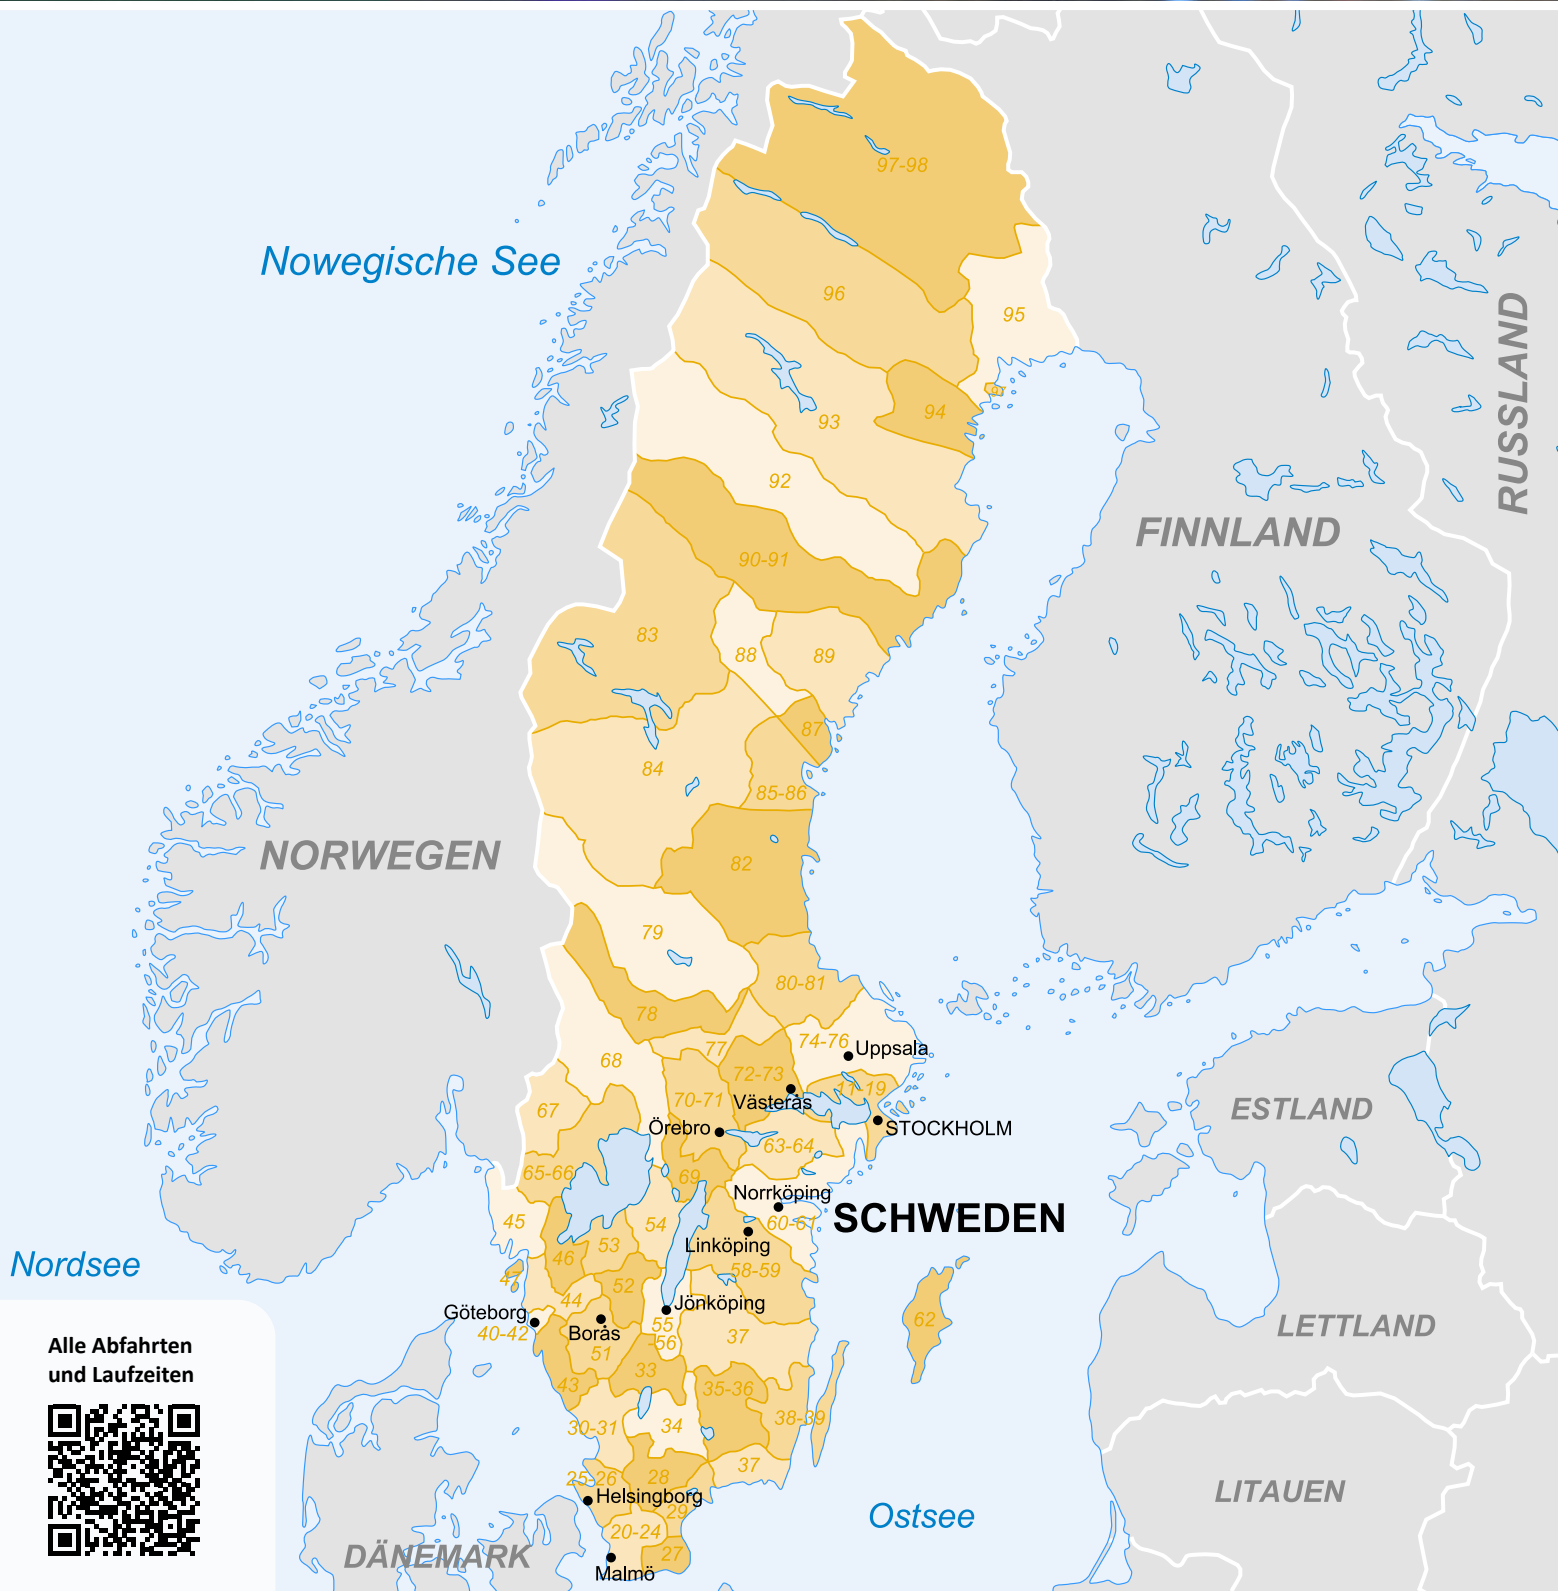 97-98
Nowegische See
96
95
RUSSLAND
97
94
93
92
FINNLAND
90-91
83
88
89
87
84
85-86
NORWEGEN
82
79
80-81
78
74-76
77
Uppsala
68
72-73
11-19
70-71
Västerås
67
ESTLAND
Örebro
STOCKHOLM
63-64
65-66
69
Norrköping
45
54
60-61
SCHWEDEN
53
Linköping
46
Nordsee
58-59
47
52
44
Jönköping
Göteborg
62
55
-56
LETTLAND
40-42
Borås
37
51
Alle Abfahrten
und Laufzeiten
33
43
35-36
30-31
34
38-39
37
25-26
28
Helsingborg
LITAUEN
29
Ostsee
20-24
27
DÄNEMARK
Malmö